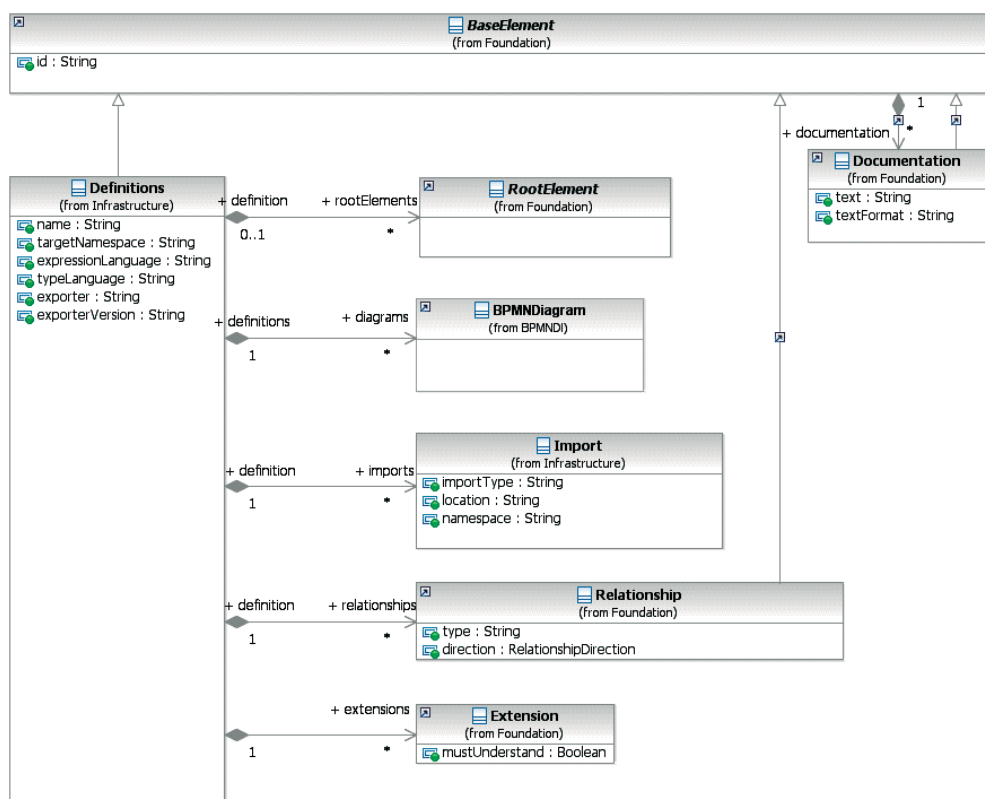 BaseElement
(from Foundation)
id : String
1
+ documentation
*
Documentation
(from Foundation)
text : String
textFormat : String
Definitions
(from Infrastructure)
name : String
targetNamespace : String
expressionLanguage : String
typeLanguage : String
exporter : String
exporterVersion : String
+ definition
+ rootElements
0..1
*
RootElement
(from Foundation)
+ definitions
+ diagrams
1
*
BPMNDiagram
(from BPMNDI)
+ definition
+ imports
1
*
Import
(from Infrastructure)
importType : String
location : String
namespace : String
+ definition
+ relationships
1
*
Relationship
(from Foundation)
type : String
direction : RelationshipDirection
+ extensions
1
*
Extension
(from Foundation)
mustUnderstand : Boolean